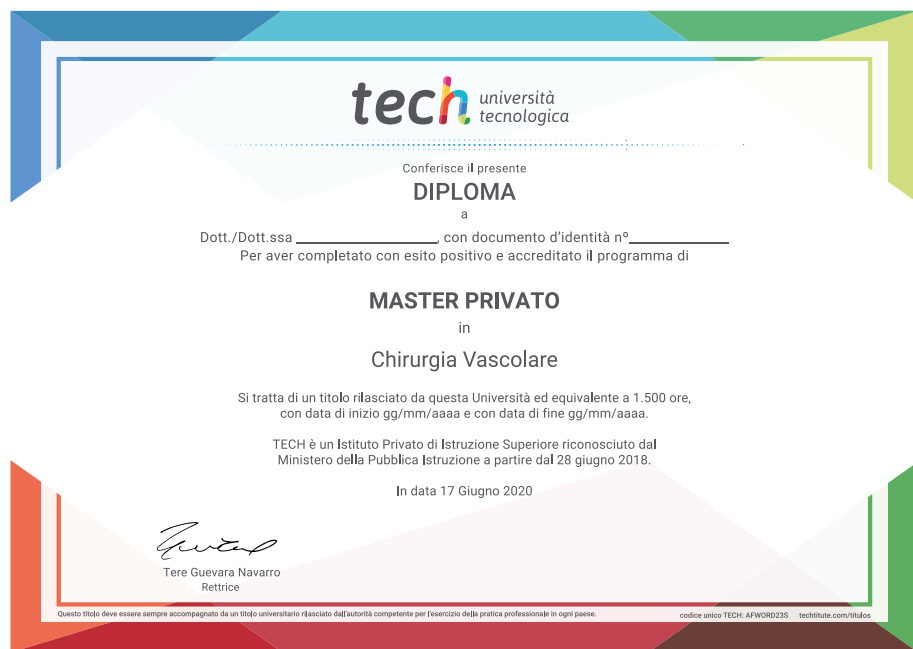 tech università
tecnologica
Conferisce il presente
DIPLOMA
a
Dott./Dott.ssa ________________, con documento d'identità nº___________
Per aver completato con esito positivo e accreditato il programma di
MASTER PRIVATO
in
Chirurgia Vascolare
Si tratta di un titolo rilasciato da questa Università ed equivalente a 1.500 ore,
con data di inizio gg/mm/aaaa e con data di fine gg/mm/aaaa.
TECH è un Istituto Privato di Istruzione Superiore riconosciuto dal
Ministero della Pubblica Istruzione a partire dal 28 giugno 2018.
In data 17 Giugno 2020
Tere Guevara Navarro
Rettrice
Questo titolo deve essere sempre accompagnato da un titolo universitario rilasciato dall'autorità competente per l'esercizio della pratica professionale in ogni paese.
codice unico TECH: AFWORD23S techtitute.com/títulos